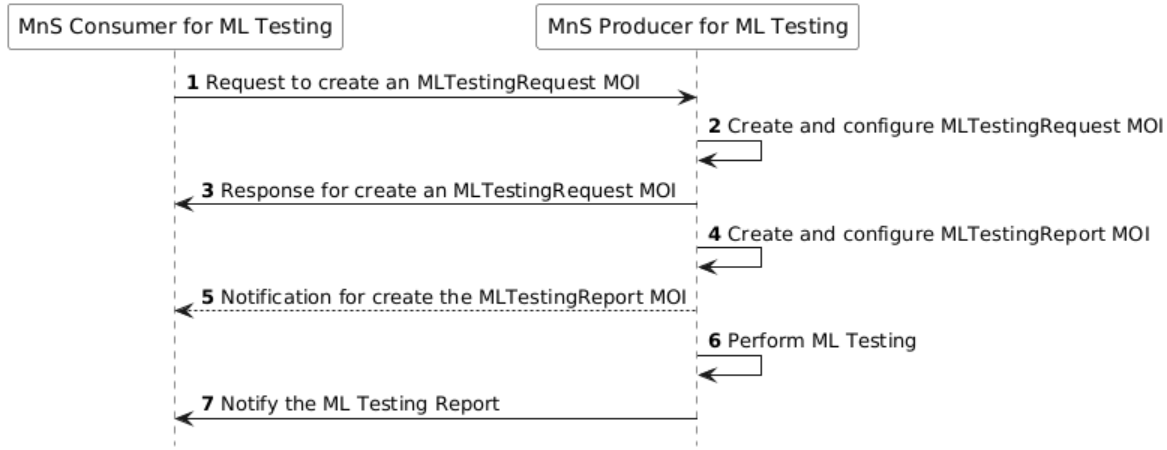 MnS Consumer for ML Testing
MnS Producer for ML Testing
1 Request to create an MLTestingRequest MOI
2 Create and configure MLTestingRequest MOI
3 Response for create an MLTestingRequest MOI
4 Create and configure MLTestingReport MOI
5 Notification for create the MLTestingReport MOI
6 Perform ML Testing
7 Notify the ML Testing Report